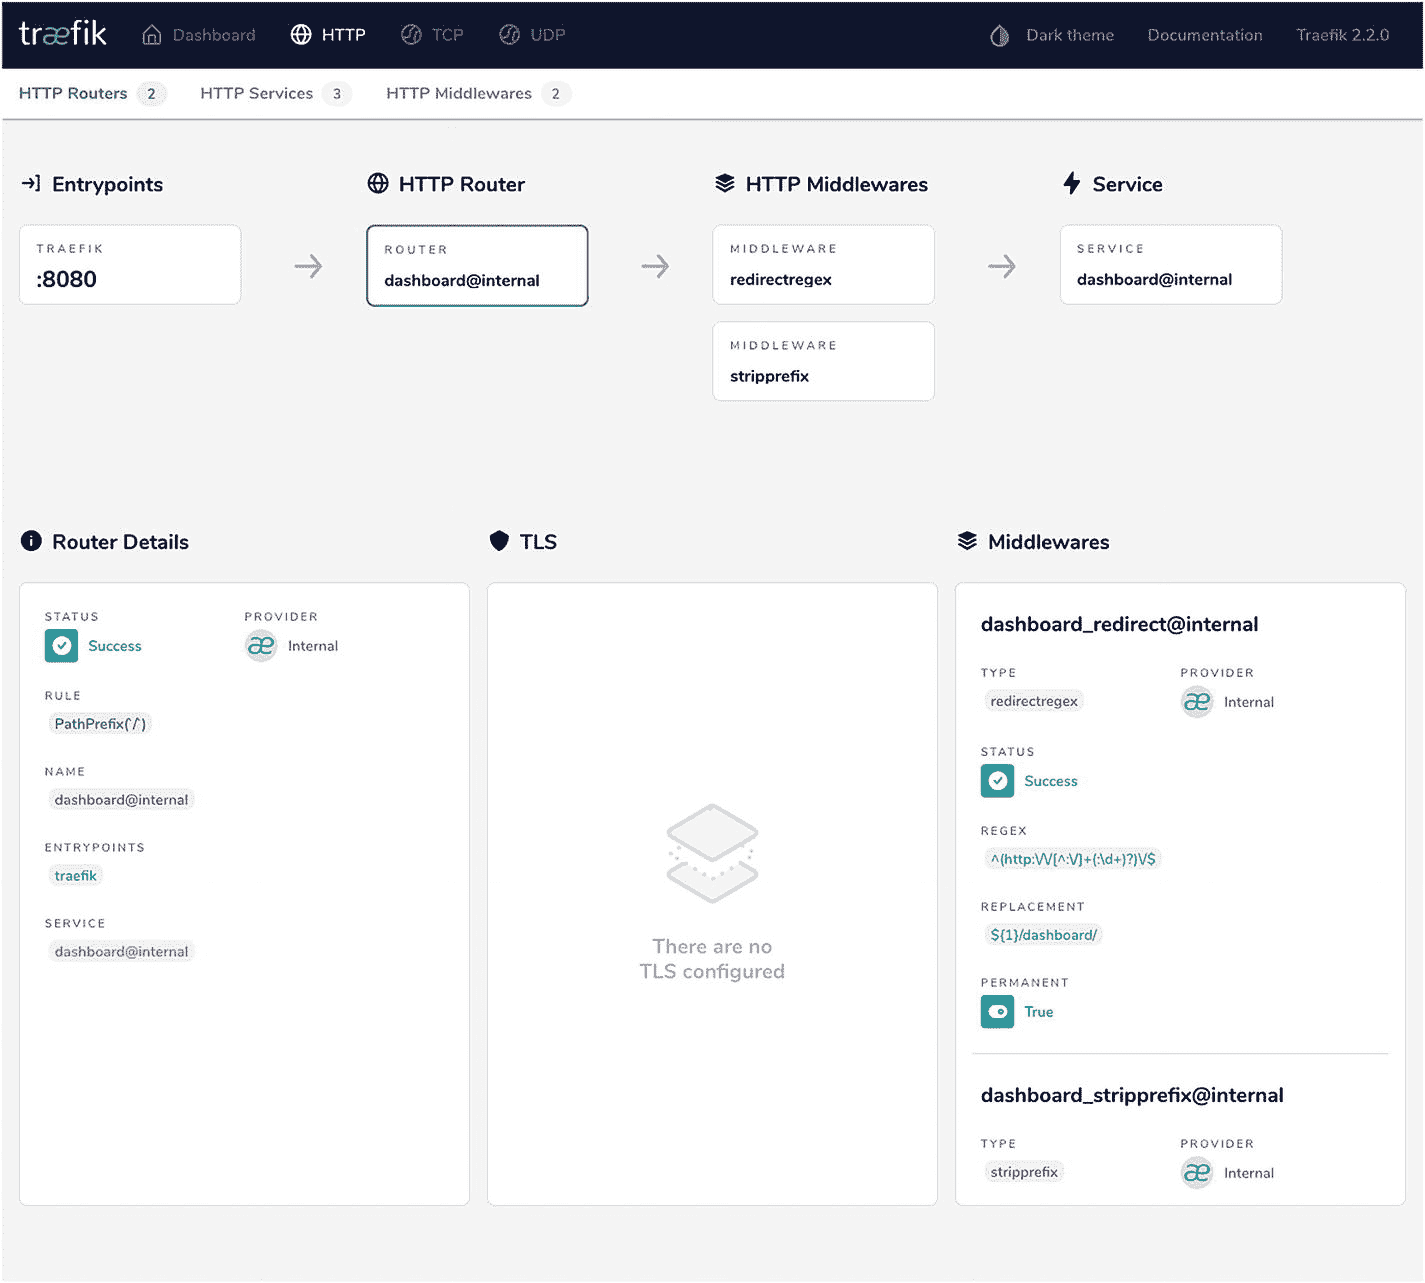 træfik Dashboard HTTP TCP UDP Dark theme Documentation Traefik 2.2.0
HTTP Routers 2 HTTP Services 3 HTTP Middlewares 2
Entrypoints HTTP Router HTTP Middlewares Service
TRAEFIK
:8080
ROUTER
dashboard@internal
MIDDLEWARE
redirectregex
MIDDLEWARE
stripprefix
SERVICE
dashboard@internal
Router Details
STATUS PROVIDER
Success æ Internal
RULE
PathPrefix(`/`)
NAME
dashboard@internal
ENTRYPOINTS
traefik
SERVICE
dashboard@internal
TLS
There are no
TLS configured
Middlewares
dashboard_redirect@internal
TYPE PROVIDER
redirectregex æ Internal
STATUS
Success
REGEX
^(http:\/\/[^:\/]+(:\d+)?)\/$
REPLACEMENT
${1}/dashboard/
PERMANENT
True
dashboard_stripprefix@internal
TYPE PROVIDER
stripprefix æ Internal